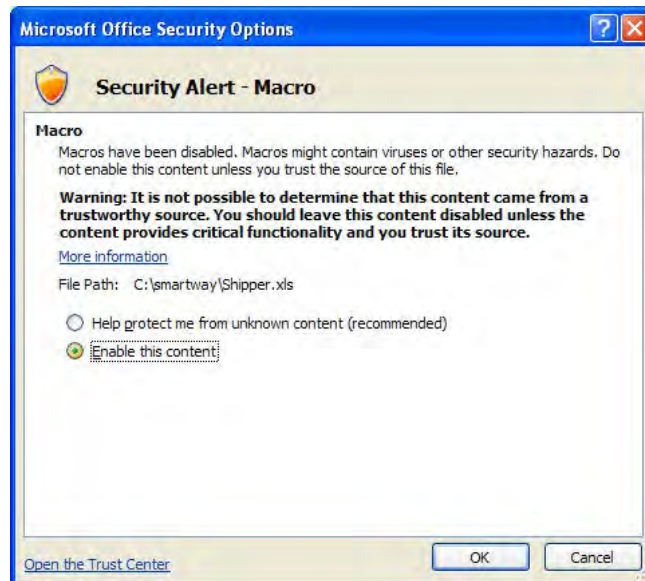 Microsoft Office Security Options
Security Alert - Macro
Macro
Macros have been disabled. Macros might contain viruses or other security hazards. Do
not enable this content unless you trust the source of this file.
Warning: It is not possible to determine that this content came from a
trustworthy source. You should leave this content disabled unless the
content provides critical functionality and you trust its source.
More information
File Path: C:\smartway\Shipper.xls
Help protect me from unknown content (recommended)
Enable this content
Open the Trust Center
OK
Cancel